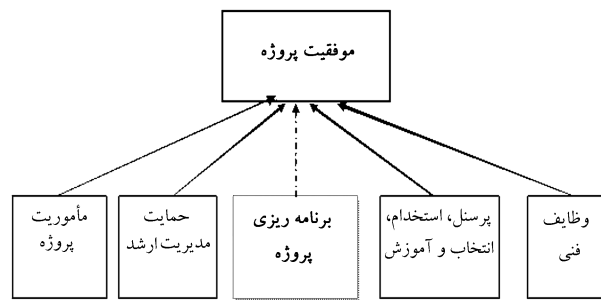 موفقیت پروژه
وظایف
فنی
پرسنل، استخدام،
انتخاب و آموزش
برنامه ریزی
پروژه
حمایت
مدیریت ارشد
مأموریت
پروژه